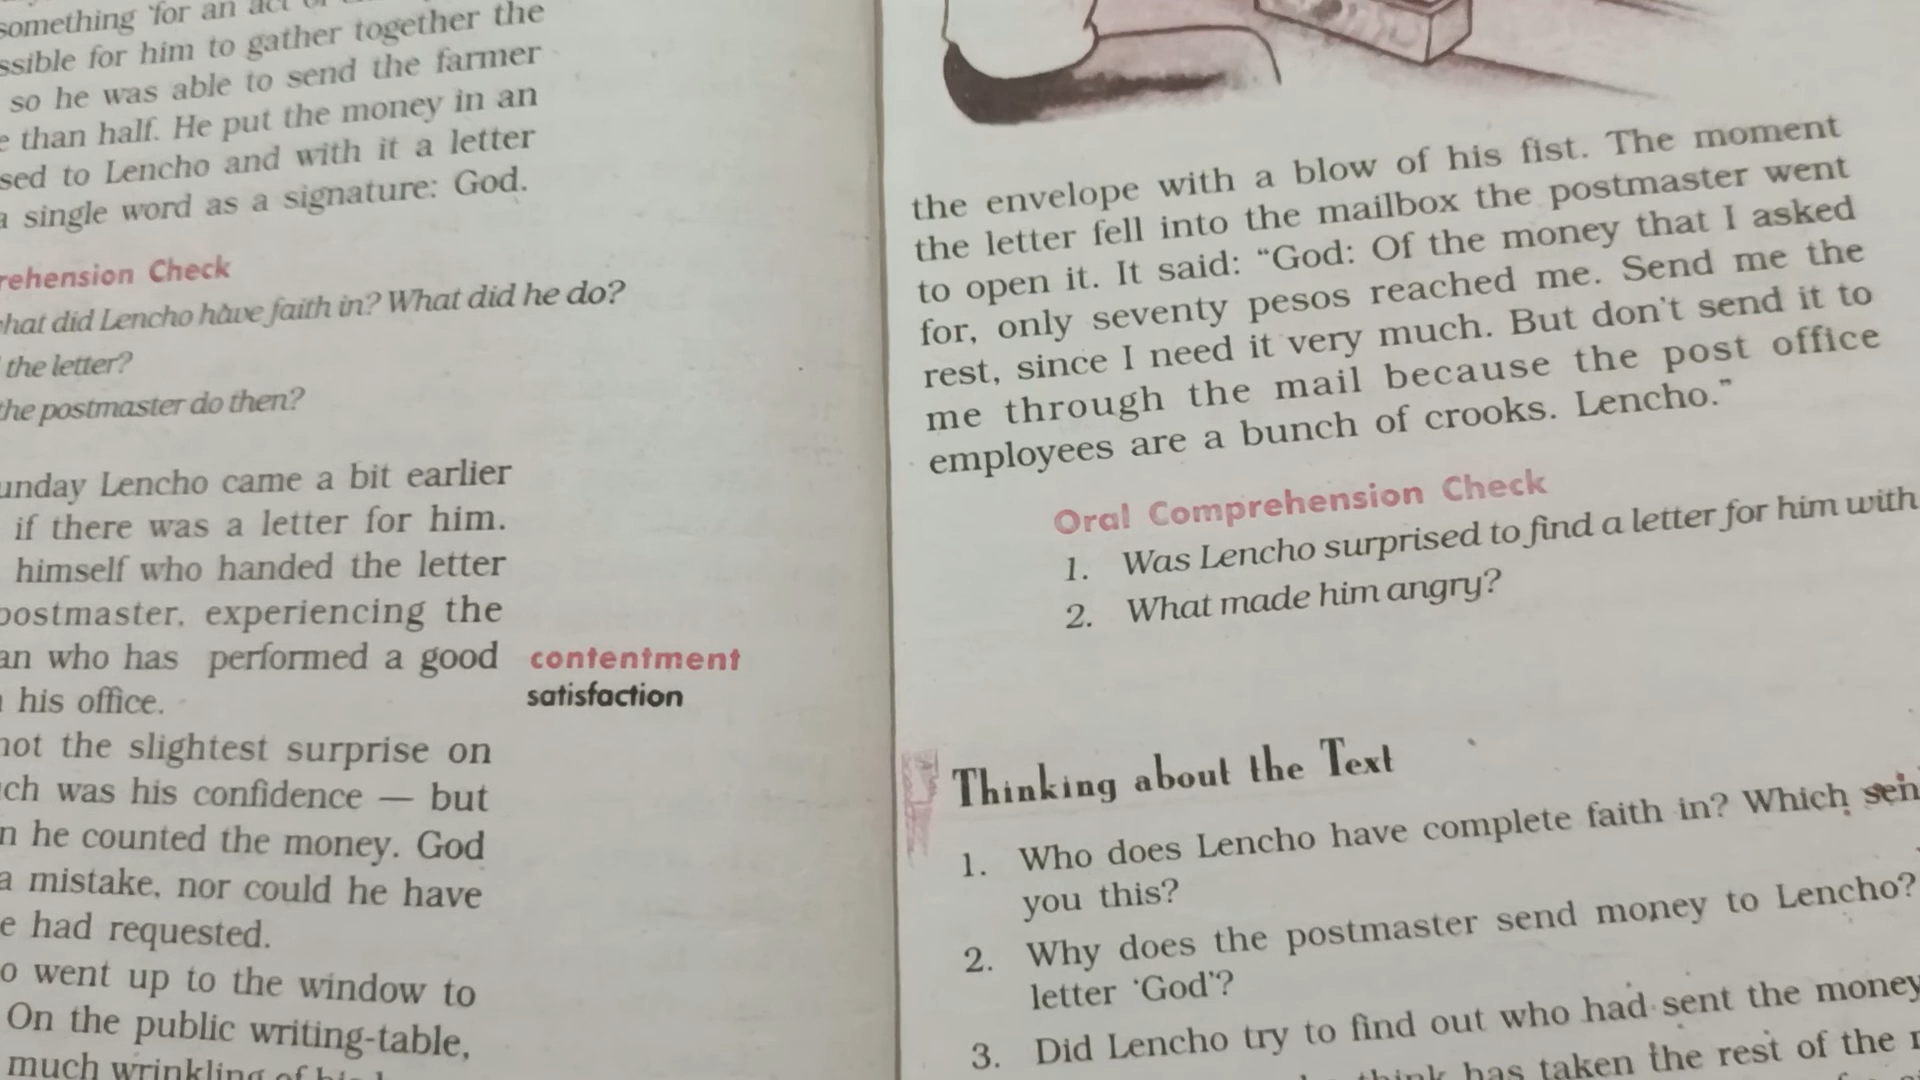 something for an act
ssible for him to gather together the
so he was able to send the farmer
e than half. He put the money in an
sed to Lencho and with it a letter
a single word as a signature: God.
rehension Check
hat did Lencho have faith in? What did he do?
the letter?
the postmaster do then?
unday Lencho came a bit earlier
if there was a letter for him.
himself who handed the letter
postmaster, experiencing the
an who has performed a good
his office.
contentment
satisfaction
not the slightest surprise on
ch was his confidence — but
n he counted the money. God
a mistake, nor could he have
e had requested.
o went up to the window to
On the public writing-table,
much wrinkling of his
the envelope with a blow of his fist. The moment
the letter fell into the mailbox the postmaster went
to open it. It said: “God: Of the money that I asked
for, only seventy pesos reached me. Send me the
rest, since I need it very much. But don’t send it to
me through the mail because the post office
employees are a bunch of crooks. Lencho.”
Oral Comprehension Check
1. Was Lencho surprised to find a letter for him with
2. What made him angry?
Thinking about the Text
1. Who does Lencho have complete faith in? Which sen
you this?
2. Why does the postmaster send money to Lencho?
letter ‘God’?
3. Did Lencho try to find out who had sent the money
think has taken the rest of the